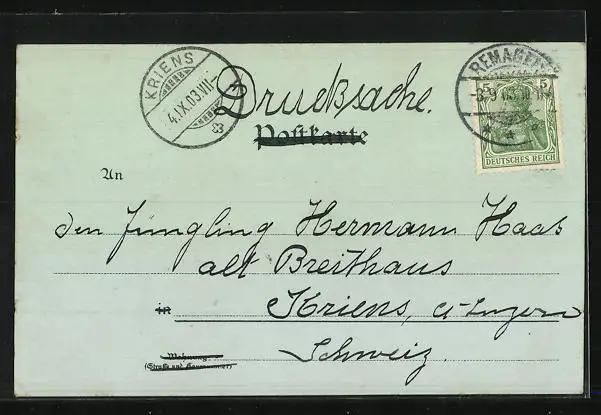 KRIENS
4.IX.03.VII-
Drucksache.
Postkarte
REMAGEN
5 5
DEUTSCHES REICH
An
den Jüngling Hermann Haas
alt Breithaus
in Kriens, Ct. Luzern
Wohnung
(Straße und Hausnummer)
Schweiz.